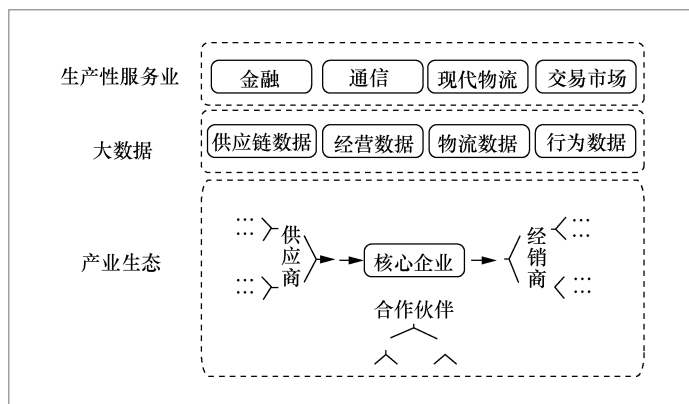 生产性服务业
金融
通信
现代物流
交易市场
大数据
供应链数据
经营数据
物流数据
行为数据
产业生态
供应商
核心企业
经销商
合作伙伴